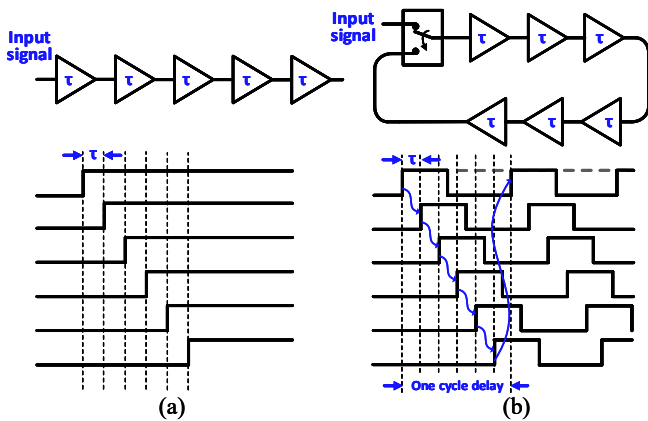 Input
signal
τ τ τ τ τ
τ
(a)
Input
signal
τ τ τ
τ τ τ
τ
One cycle delay
(b)